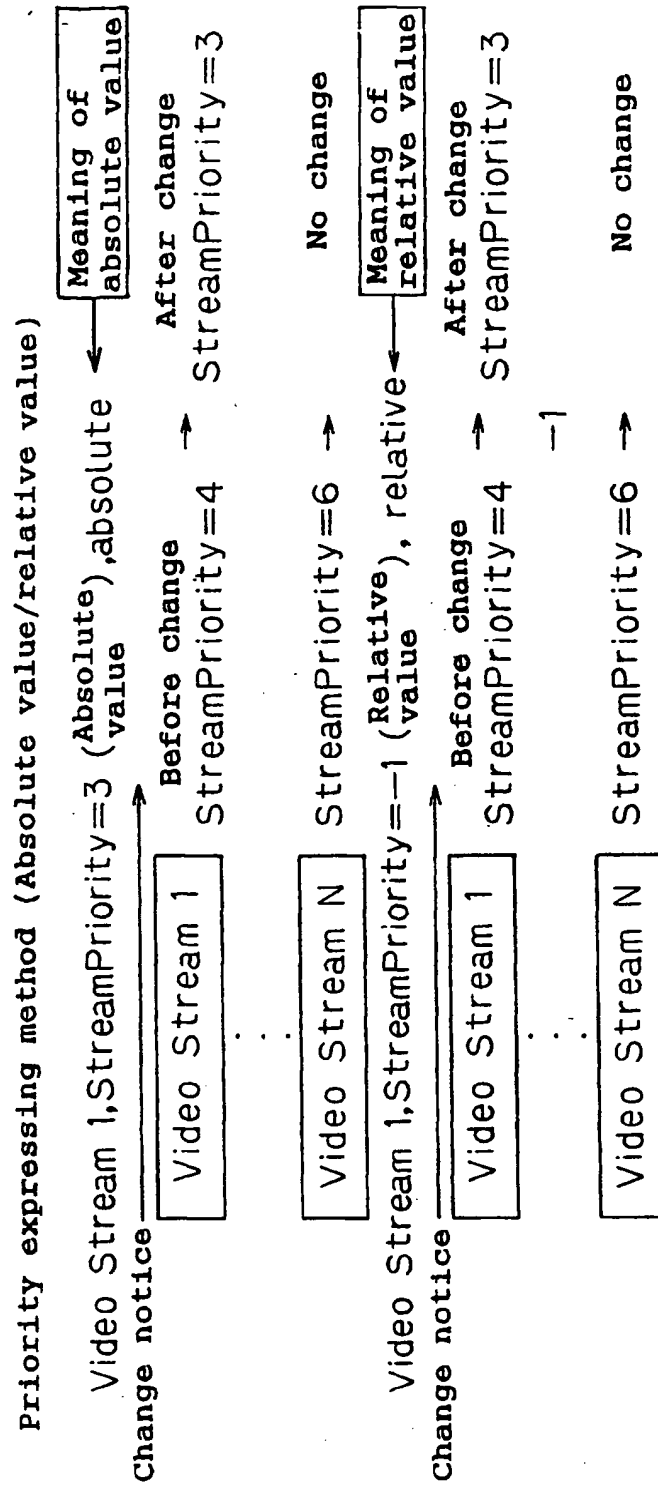 Priority expressing method (Absolute value/relative value)
Video Stream 1,StreamPriority=3 (Absolute value),absolute ← Meaning of absolute value
Change notice →
Before change After change
Video Stream 1 StreamPriority=4 → StreamPriority=3
...
Video Stream N StreamPriority=6 → No change
Video Stream 1,StreamPriority=-1 (Relative value), relative ← Meaning of relative value
Change notice →
Before change After change
Video Stream 1 StreamPriority=4 → StreamPriority=3
... -1
Video Stream N StreamPriority=6 → No change